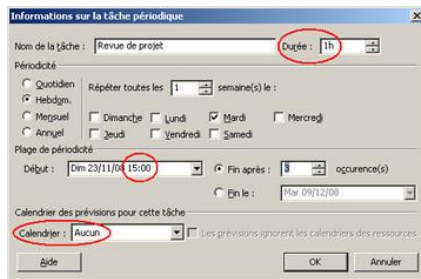 Informations sur la tâche périodique
Nom de la tâche : Revue de projet Durée : 1h
Périodicité
Quotidien
Hebdom.
Mensuel
Annuel
Répéter toutes les 1 semaine(s) le :
Dimanche Lundi Mardi Mercredi
Jeudi Vendredi Samedi
Plage de périodicité
Début : Dim 23/11/08 15:00 Fin après : 3 occurence(s)
Fin le : Mar 09/12/08
Calendrier des prévisions pour cette tâche
Calendrier : Aucun Les prévisions ignorent les calendriers des ressources
Aide OK Annuler